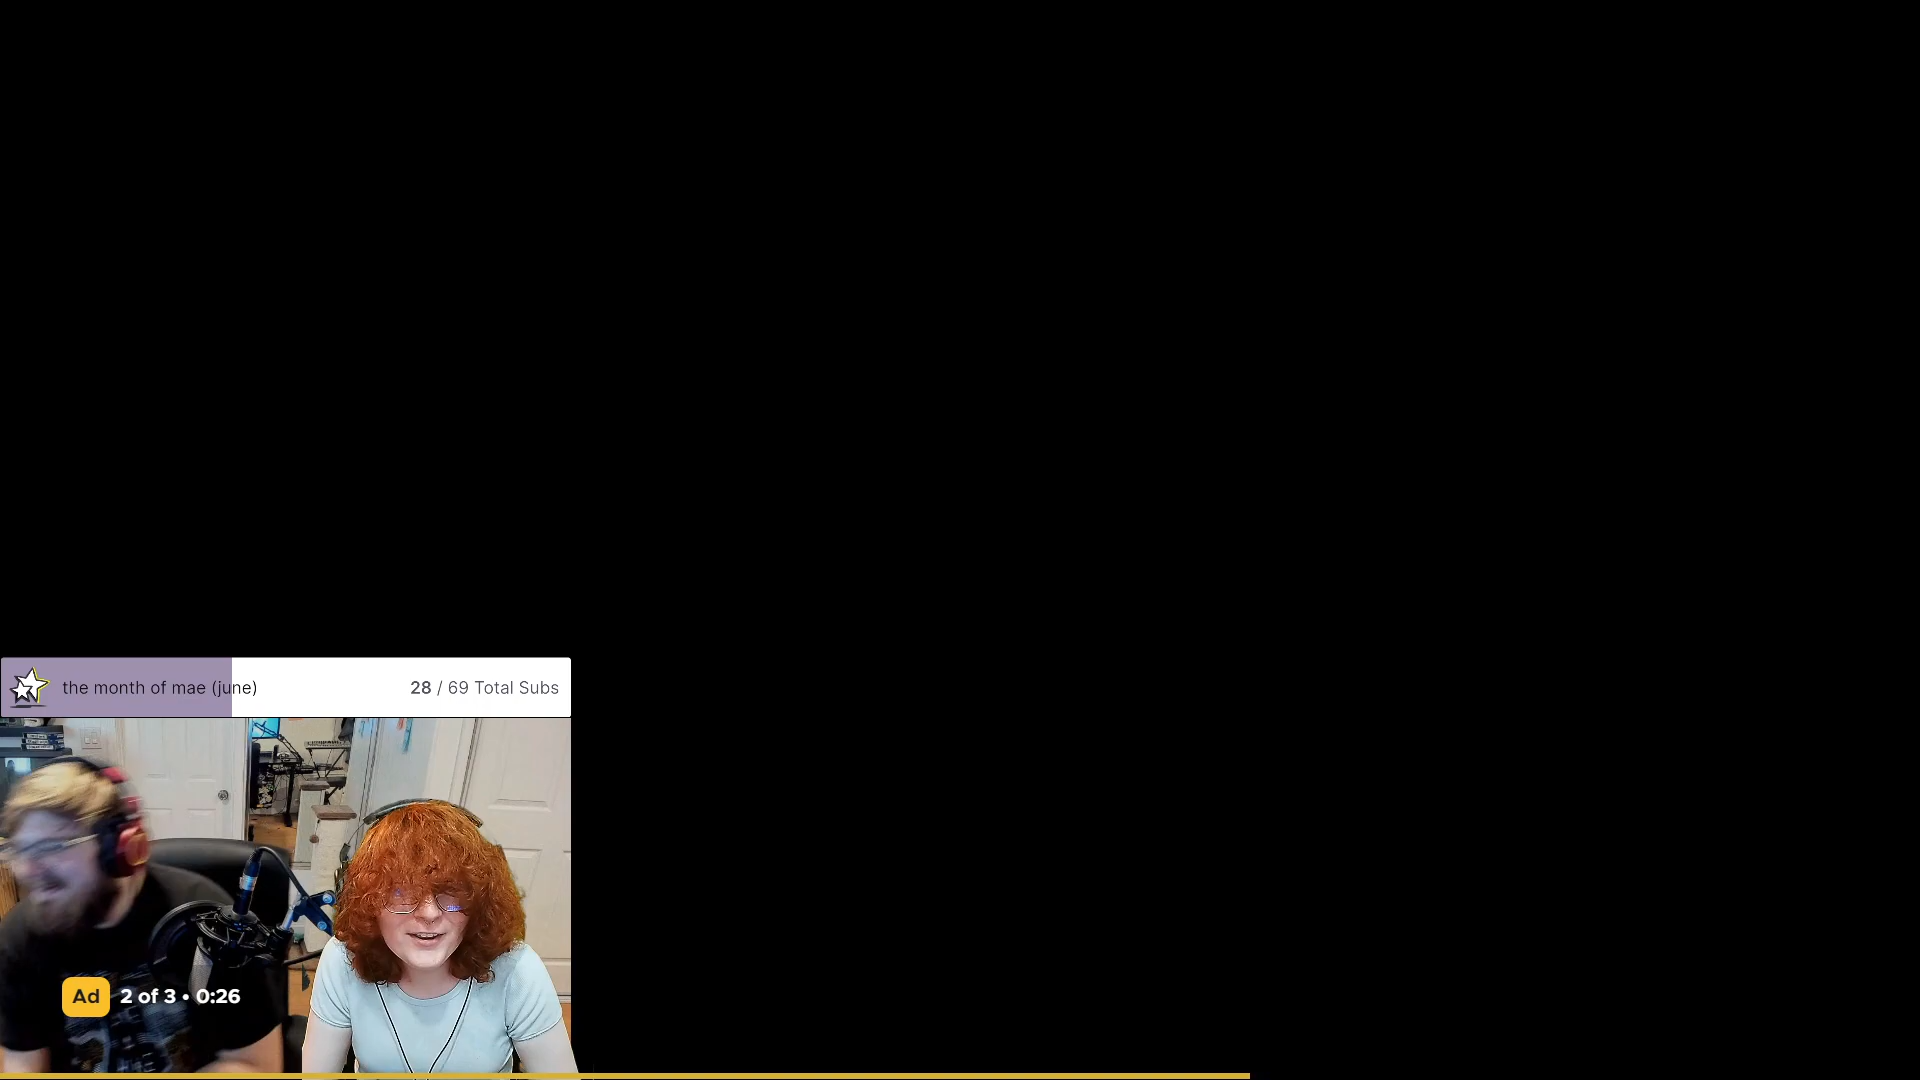 the month of mae (june)
28 / 69 Total Subs
Ad 2 of 3 • 0:26